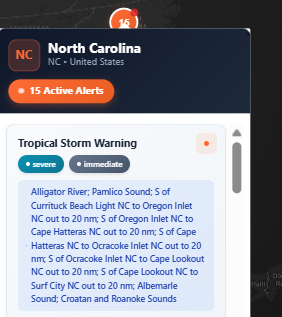 16
NC
North Carolina
NC • United States
15 Active Alerts
Tropical Storm Warning
severe
immediate
Alligator River; Pamlico Sound; S of
Currituck Beach Light NC to Oregon Inlet
NC out to 20 nm; S of Oregon Inlet NC to
Cape Hatteras NC out to 20 nm; S of Cape
Hatteras NC to Ocracoke Inlet NC out to 20
nm; S of Ocracoke Inlet NC to Cape Lookout
NC out to 20 nm; S of Cape Lookout NC to
Surf City NC out to 20 nm; Albemarle
Sound; Croatan and Roanoke Sounds